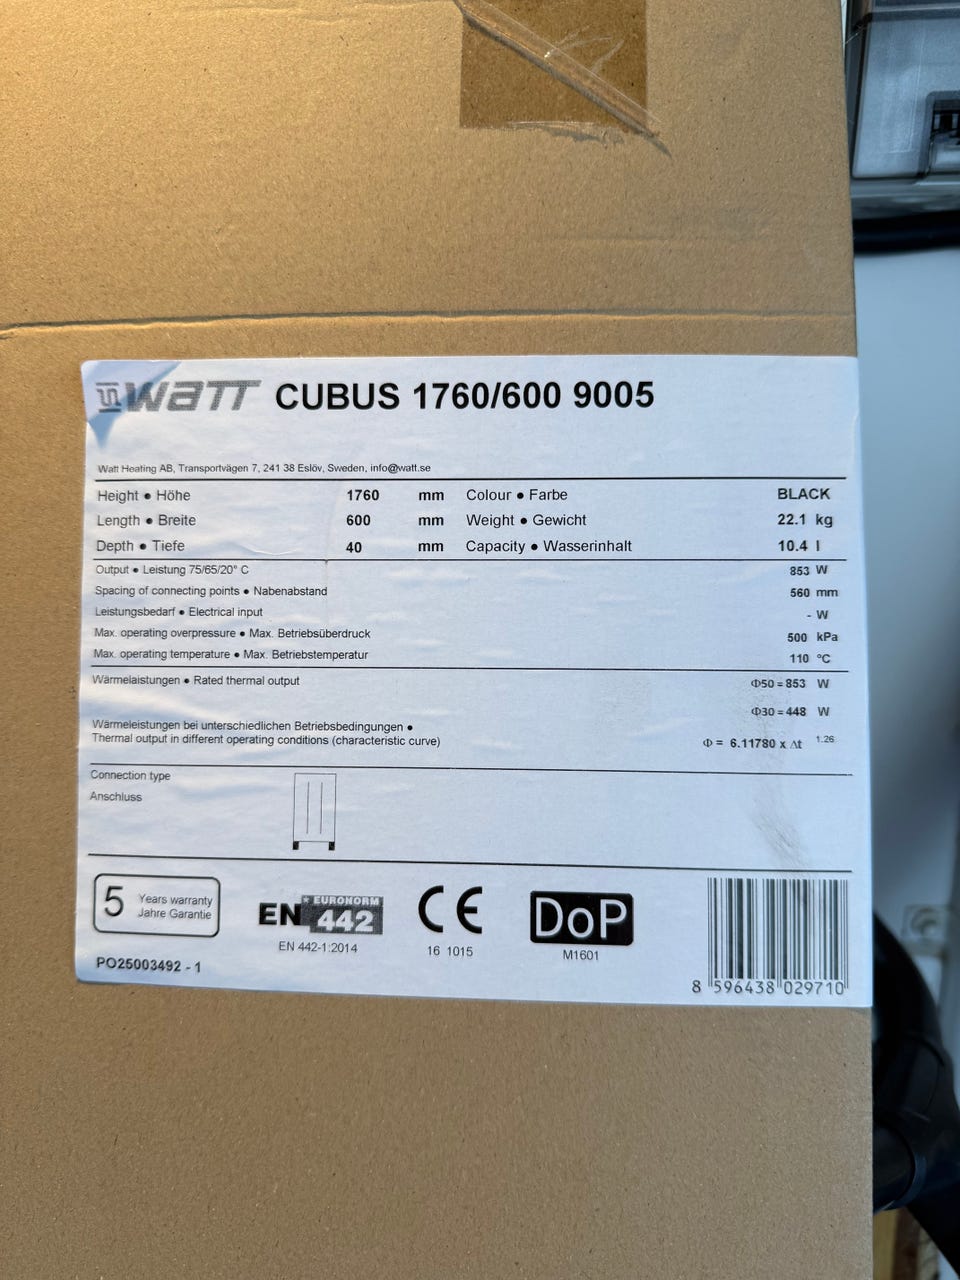 WATT CUBUS 1760/600 9005
Watt Heating AB, Transportvägen 7, 241 38 Eslöv, Sweden, info@watt.se
Height • Höhe 1760 mm Colour • Farbe BLACK
Length • Breite 600 mm Weight • Gewicht 22.1 kg
Depth • Tiefe 40 mm Capacity • Wasserinhalt 10.4 l
Output • Leistung 75/65/20° C 853 W
Spacing of connecting points • Nabenabstand 560 mm
Leistungsbedarf • Electrical input - W
Max. operating overpressure • Max. Betriebsüberdruck 500 kPa
Max. operating temperature • Max. Betriebstemperatur 110 °C
Wärmelaistungen • Rated thermal output Φ50 = 853 W
Φ30 = 448 W
Wärmeleistungen bei unterschiedlichen Betriebsbedingungen •
Thermal output in different operating conditions (characteristic curve) Φ = 6.11780 x Δt 1.26
Connection type
Anschluss
5 Years warranty
Jahre Garantie
EN EURONORM 442
EN 442-1:2014
CE
16 1015
DoP
M1601
PO25003492 - 1
8 596438 029710